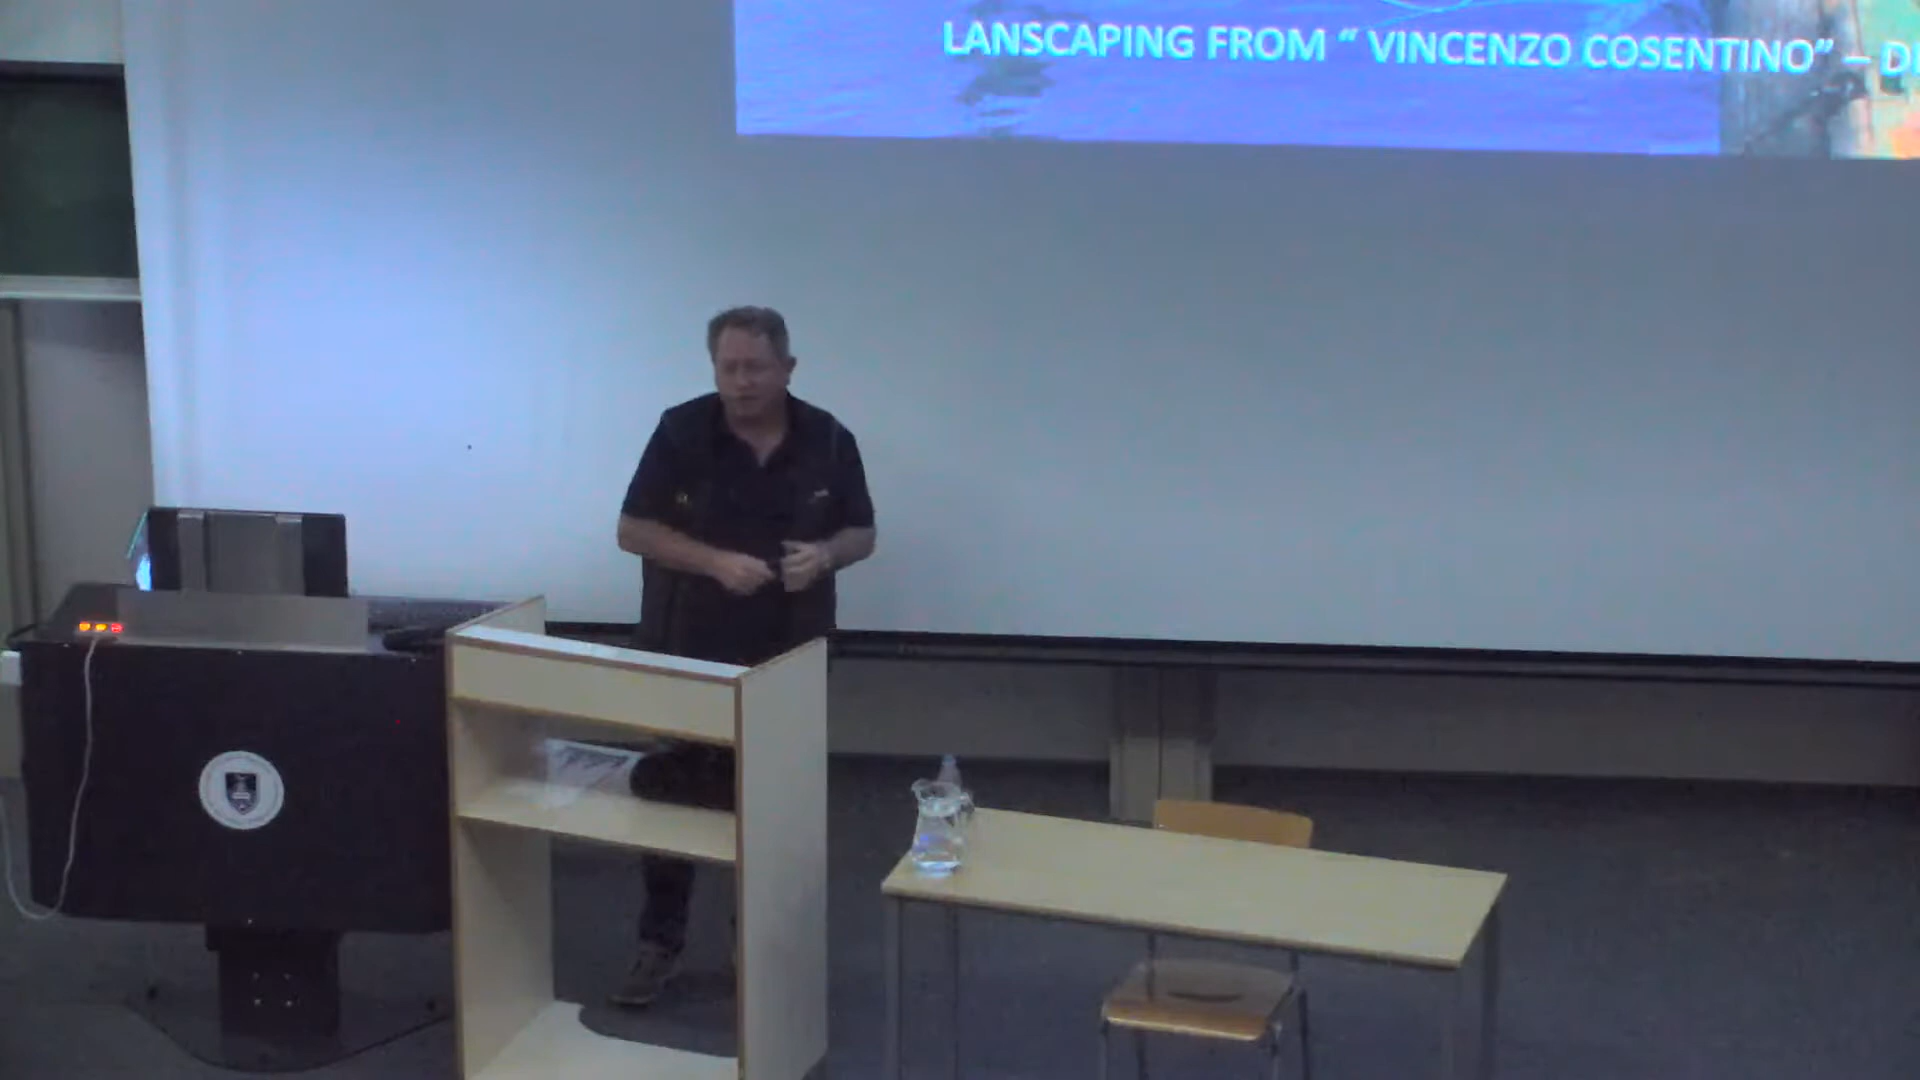 LANSCAPING FROM “ VINCENZO COSENTINO” – D